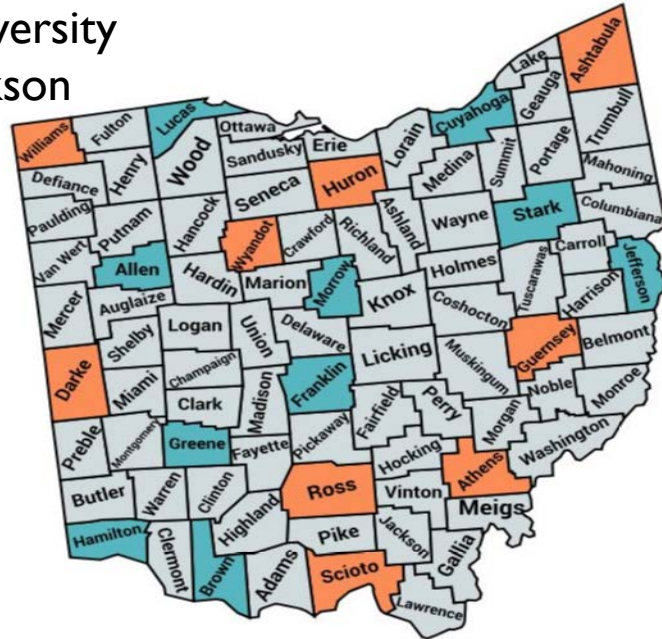 versity
kson
Ashtabula
Lake
Geauga
Cuyahoga
Trumbull
Lucas
Fulton
Williams
Ottawa
Erie
Lorain
Wood
Sandusky
Henry
Defiance
Huron
Medina
Summit
Portage
Mahoning
Seneca
Paulding
Putnam
Hancock
Wyandot
Crawford
Richland
Ashland
Wayne
Stark
Columbiana
Van Wert
Allen
Hardin
Marion
Morrow
Holmes
Tuscarawas
Carroll
Jefferson
Mercer
Auglaize
Knox
Coshocton
Harrison
Shelby
Logan
Union
Delaware
Licking
Muskingum
Guernsey
Belmont
Darke
Miami
Champaign
Clark
Madison
Franklin
Fairfield
Perry
Morgan
Noble
Monroe
Preble
Montgomery
Greene
Fayette
Pickaway
Hocking
Athens
Washington
Butler
Warren
Clinton
Ross
Vinton
Meigs
Hamilton
Clermont
Brown
Highland
Adams
Pike
Scioto
Jackson
Gallia
Lawrence